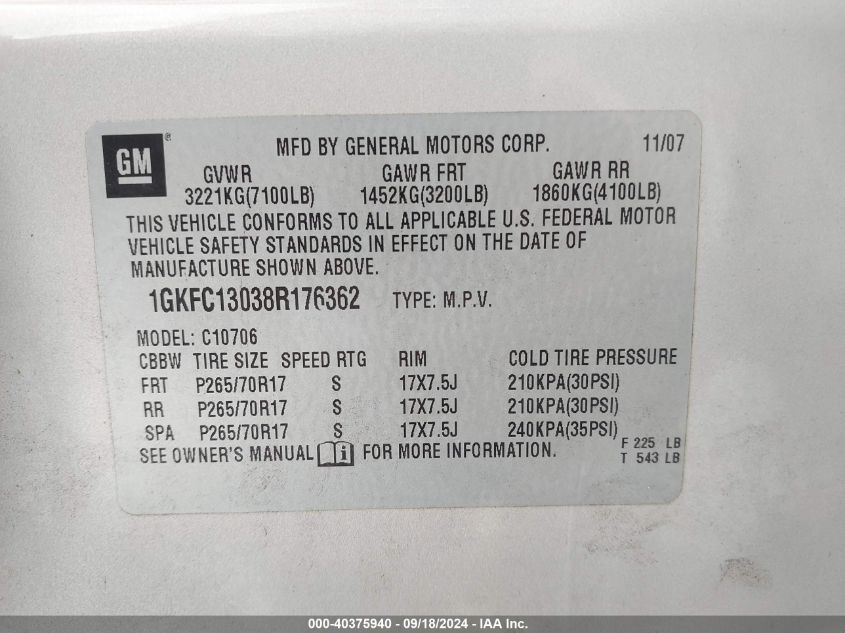 GM ® MFD BY GENERAL MOTORS CORP. 11/07
GVWR GAWR FRT GAWR RR
3221KG(7100LB) 1452KG(3200LB) 1860KG(4100LB)
THIS VEHICLE CONFORMS TO ALL APPLICABLE U.S. FEDERAL MOTOR
VEHICLE SAFETY STANDARDS IN EFFECT ON THE DATE OF
MANUFACTURE SHOWN ABOVE.
1GKFC13038R176362 TYPE: M.P.V.
MODEL: C10706
CBBW TIRE SIZE SPEED RTG RIM COLD TIRE PRESSURE
FRT P265/70R17 S 17X7.5J 210KPA(30PSI)
RR P265/70R17 S 17X7.5J 210KPA(30PSI)
SPA P265/70R17 S 17X7.5J 240KPA(35PSI)
SEE OWNER'S MANUAL i FOR MORE INFORMATION.
F 225 LB
T 543 LB
000-40375940 - 09/18/2024 - IAA Inc.